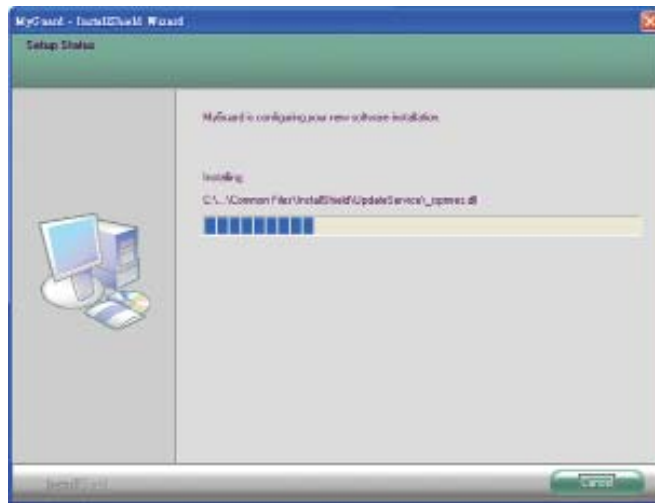 MyGuard - InstallShield Wizard
Setup Status
MyGuard is configuring your new software installation.
Installing
C:\...\Common Files\InstallShield\UpdateService\_ispmres.dll
InstallShield
Cancel